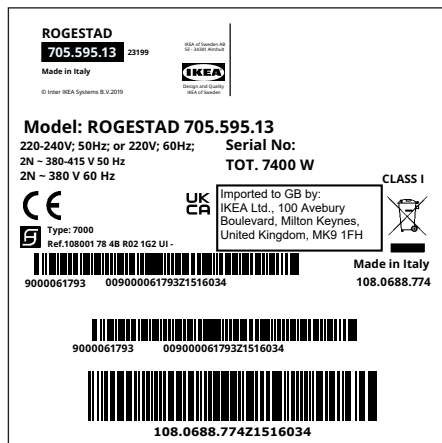 ROGESTAD
705.595.13 23199
Made in Italy
© Inter IKEA Systems B.V.2019
IKEA of Sweden AB
SE - 34381 Älmhult
IKEA
Design and Quality
IKEA of Sweden
Model: ROGESTAD 705.595.13
220-240V; 50Hz; or 220V; 60Hz;
2N ~ 380-415 V 50 Hz
2N ~ 380 V 60 Hz
Serial No:
TOT. 7400 W
CLASS I
CE
UK
CA
Imported to GB by:
IKEA Ltd., 100 Avebury
Boulevard, Milton Keynes,
United Kingdom, MK9 1FH
Type: 7000
Ref.108001 78 4B R02 1G2 UI -
Made in Italy
108.0688.774
9000061793 009000061793Z1516034
9000061793 009000061793Z1516034
108.0688.774Z1516034